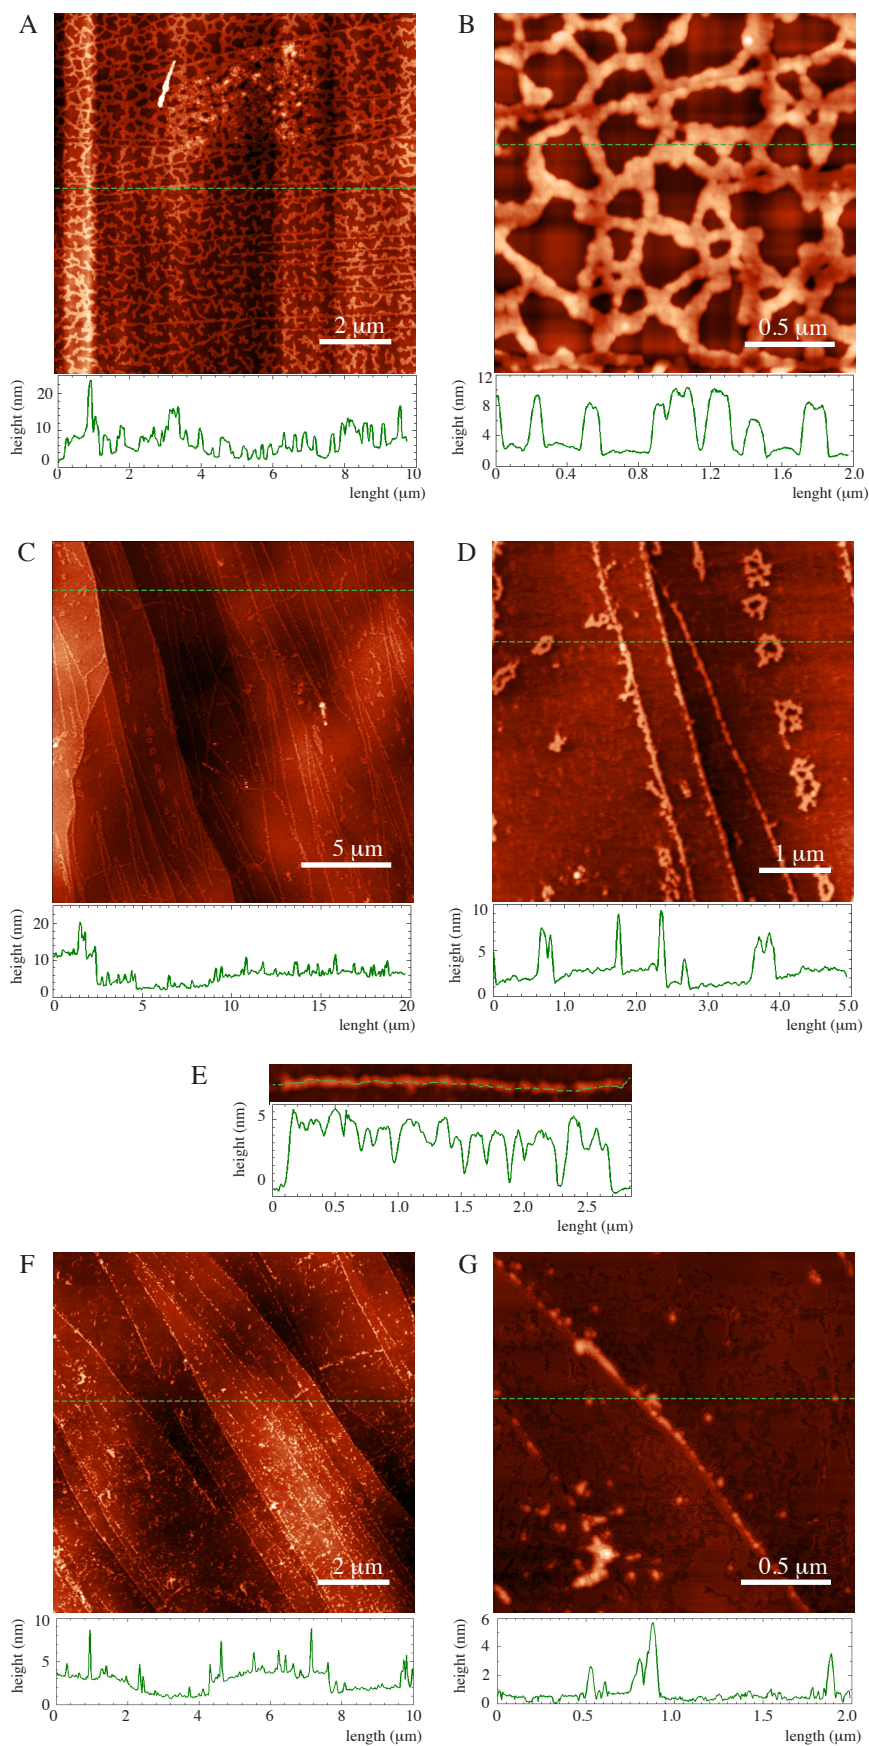 A
B
2 μm
0.5 μm
height (nm)
20
10
0
0 2 4 6 8 10
lenght (μm)
height (nm)
12
8
4
0
0 0.4 0.8 1.2 1.6 2.0
lenght (μm)
C
D
5 μm
1 μm
height (nm)
20
10
0
0 5 10 15 20
lenght (μm)
height (nm)
10
5
0
0 1.0 2.0 3.0 4.0 5.0
lenght (μm)
E
height (nm)
5
0
0 0.5 1.0 1.5 2.0 2.5
lenght (μm)
F
G
2 μm
0.5 μm
height (nm)
10
5
0
0 2 4 6 8 10
length (μm)
height (nm)
6
4
2
0
0.5 1.0 1.5 2.0
length (μm)